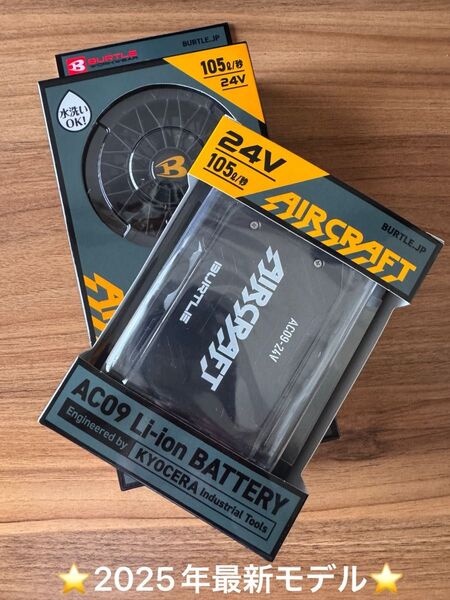 BURTLE
BURTLE.JP
105ℓ/秒
24V
水洗い
OK!
B
24V
105ℓ/秒
AIRCRAFT
BURTLE.JP
AIRCRAFT
BURTLE
AC09-24V
AC09 Li-ion BATTERY
Engineered by KYOCERA Industrial Tools
⭐2025年最新モデル⭐